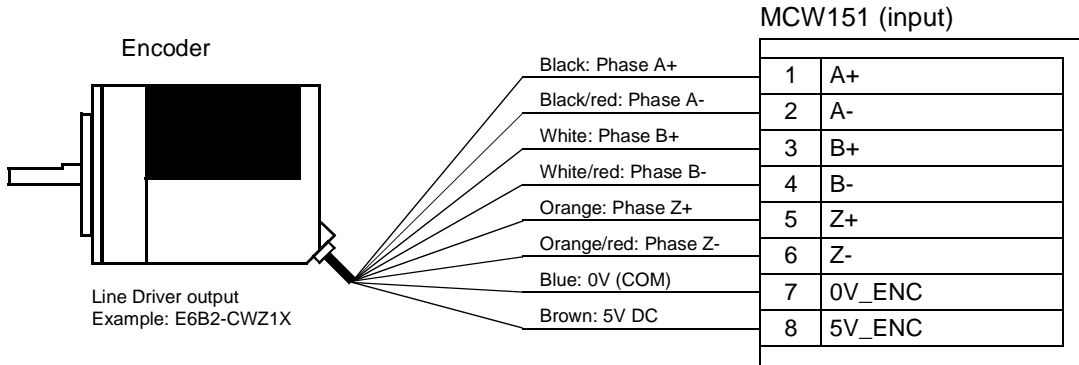 MCW151 (input)
Encoder
Black: Phase A+
1 A+
Black/red: Phase A-
2 A-
White: Phase B+
3 B+
White/red: Phase B-
4 B-
Orange: Phase Z+
5 Z+
Orange/red: Phase Z-
6 Z-
Blue: 0V (COM)
7 0V_ENC
Brown: 5V DC
8 5V_ENC
Line Driver output
Example: E6B2-CWZ1X